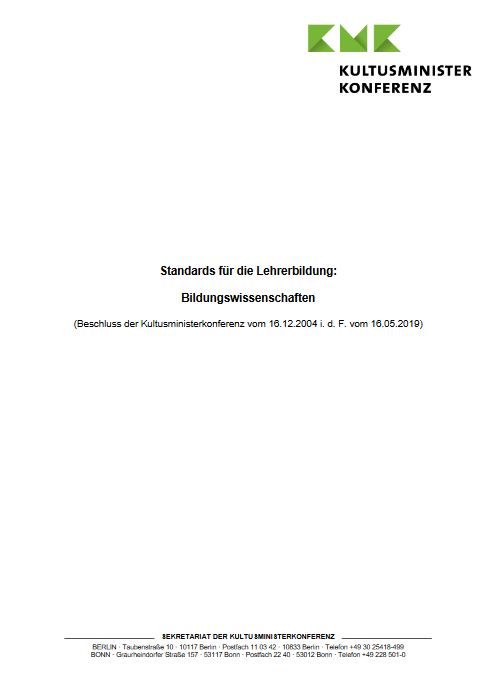 KMK
KULTUSMINISTER
KONFERENZ
Standards für die Lehrerbildung:
Bildungswissenschaften
(Beschluss der Kultusministerkonferenz vom 16.12.2004 i. d. F. vom 16.05.2019)
SEKRETARIAT DER KULTUSMINISTERKONFERENZ
BERLIN · Taubenstraße 10 · 10117 Berlin · Postfach 11 03 42 · 10833 Berlin · Telefon +49 30 25418-499
BONN · Graurheindorfer Straße 157 · 53117 Bonn · Postfach 22 40 · 53012 Bonn · Telefon +49 228 501-0